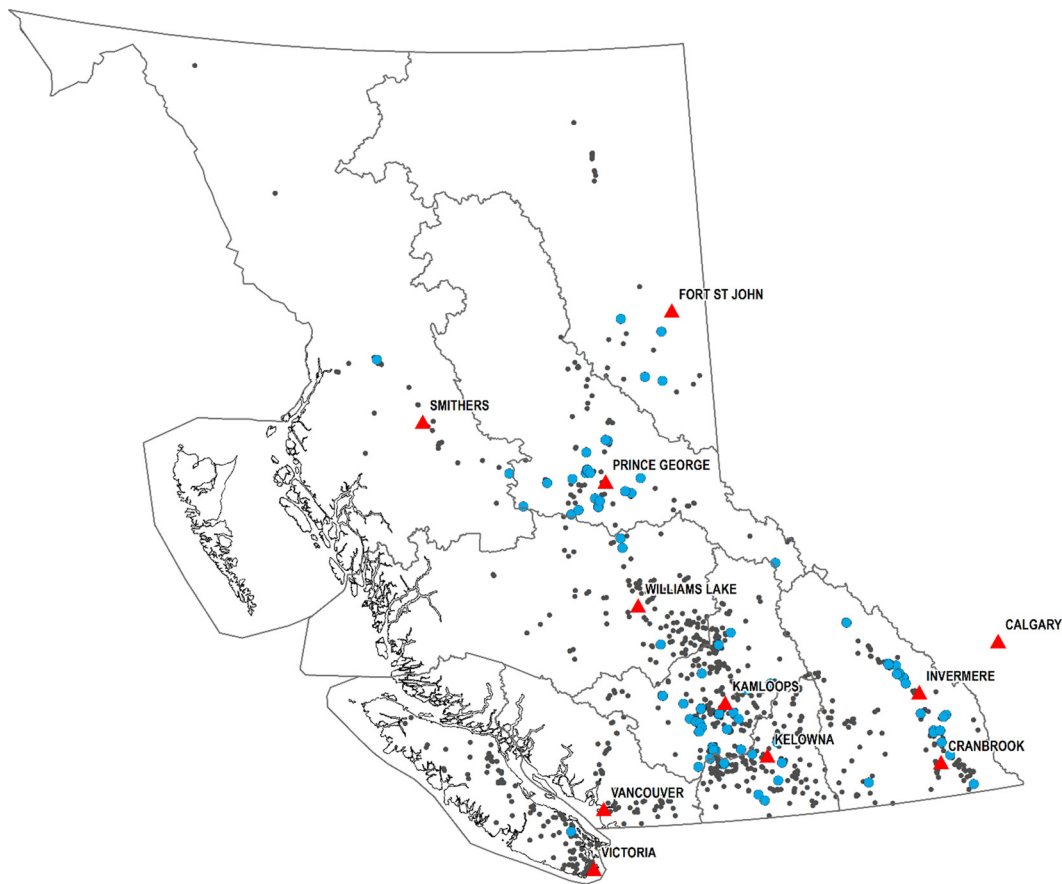 FORT ST JOHN
SMITHERS
PRINCE GEORGE
WILLIAMS LAKE
CALGARY
INVERMERE
KAMLOOPS
KELOWNA
CRANBROOK
VANCOUVER
VICTORIA